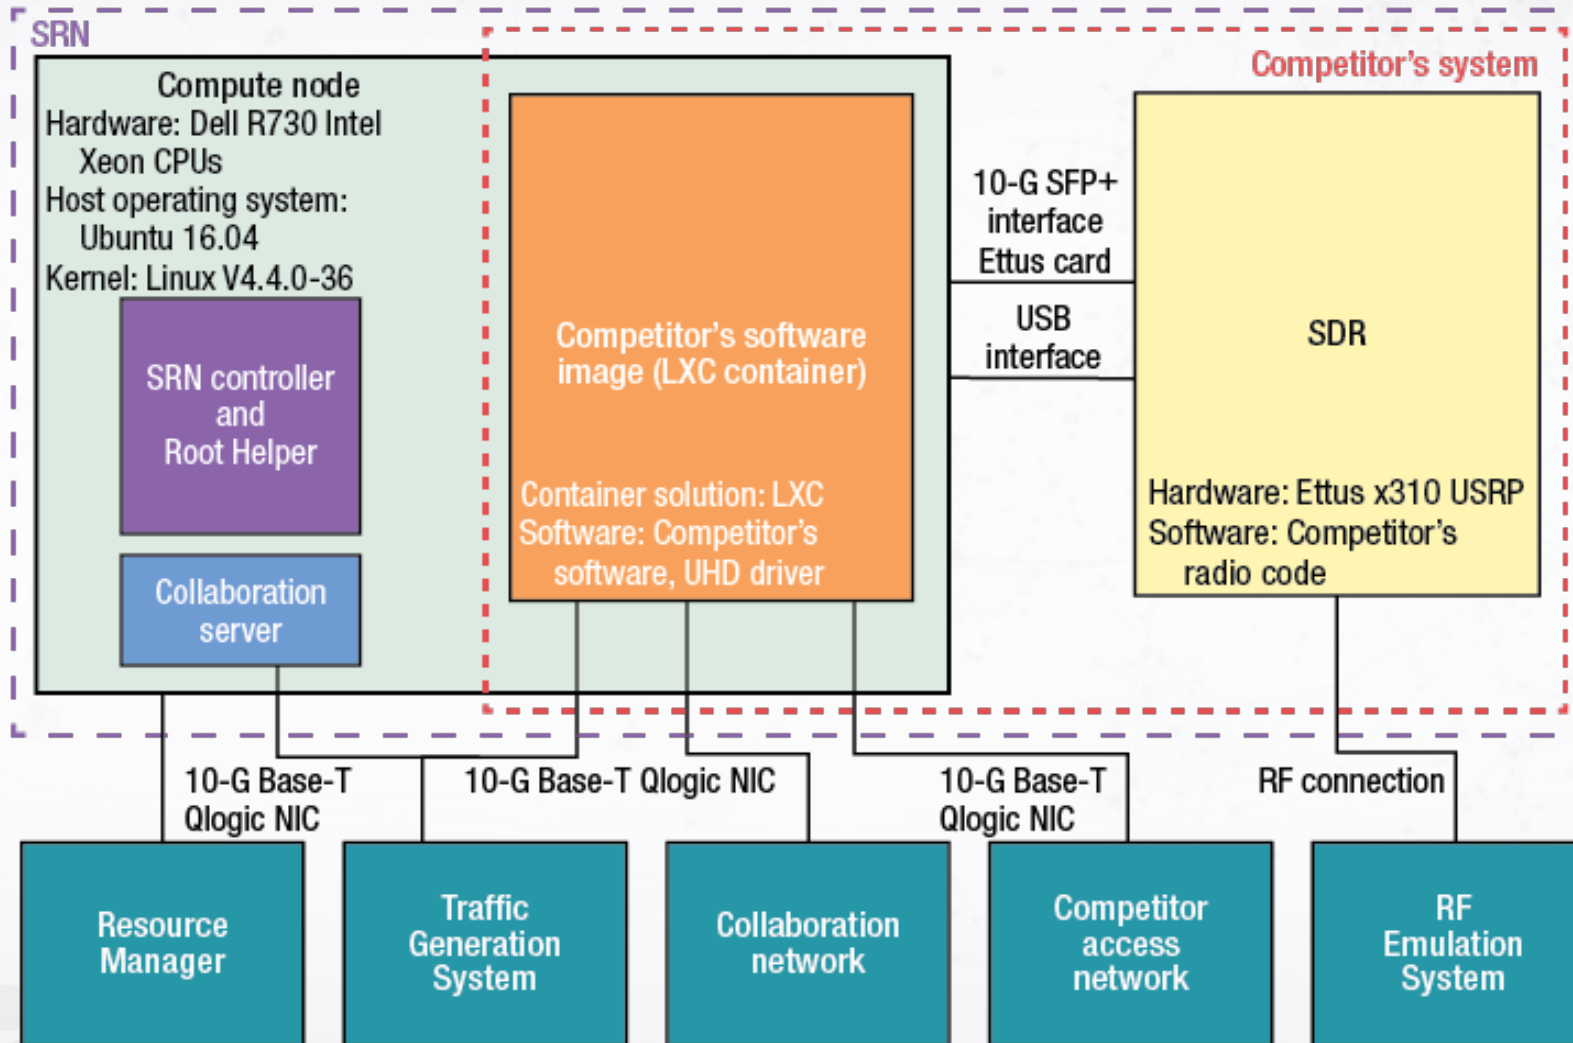 SRN
Competitor's system
Compute node
Hardware: Dell R730 Intel
Xeon CPUs
Host operating system:
Ubuntu 16.04
Kernel: Linux V4.4.0-36
SRN controller
and
Root Helper
Collaboration
server
Competitor's software
image (LXC container)
Container solution: LXC
Software: Competitor's
software, UHD driver
10-G SFP+
interface
Ettus card
USB
interface
SDR
Hardware: Ettus x310 USRP
Software: Competitor's
radio code
10-G Base-T
Qlogic NIC
10-G Base-T Qlogic NIC
10-G Base-T
Qlogic NIC
RF connection
Resource
Manager
Traffic
Generation
System
Collaboration
network
Competitor
access
network
RF
Emulation
System